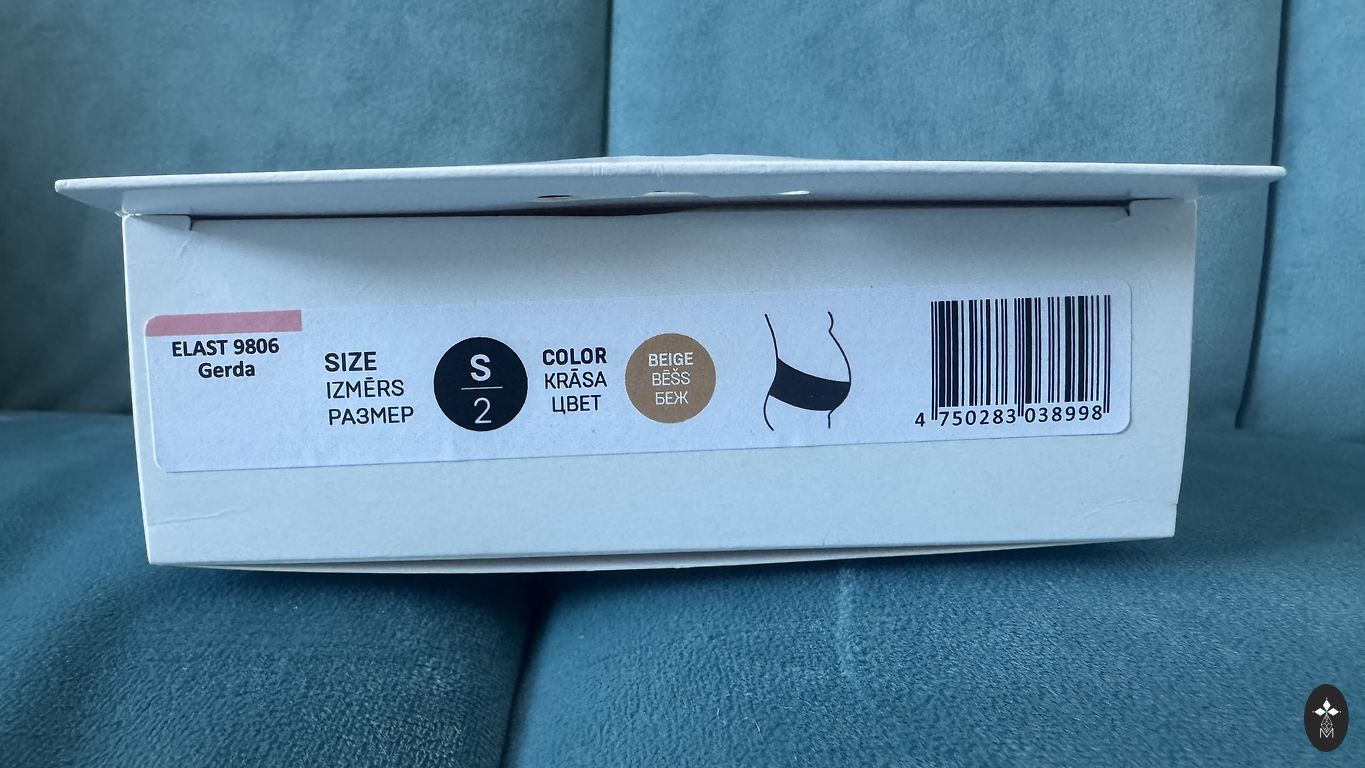 ELAST 9806
Gerda
SIZE
IZMĒRS
РАЗМЕР
S
2
COLOR
KRĀSA
ЦВЕТ
BEIGE
BĒŠS
БЕЖ
4 750283 038998
M